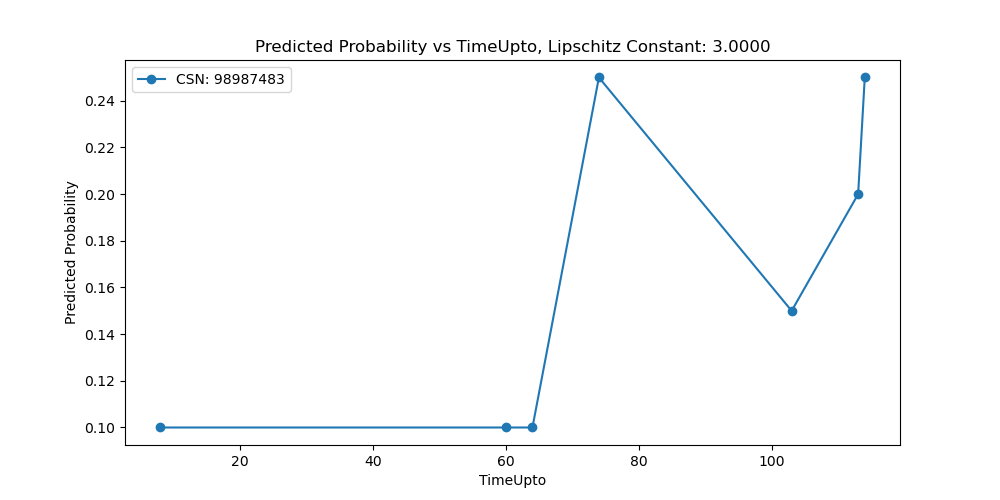 Predicted Probability vs TimeUpto, Lipschitz Constant: 3.0000
CSN: 98987483
Predicted Probability
0.24
0.22
0.20
0.18
0.16
0.14
0.12
0.10
20 40 60 80 100
TimeUpto